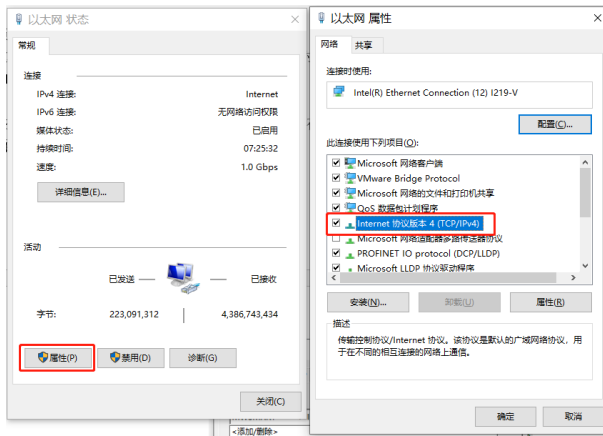 以太网 状态
常规
连接
IPv4 连接: Internet
IPv6 连接: 无网络访问权限
媒体状态: 已启用
持续时间: 07:25:32
速度: 1.0 Gbps
详细信息(E)...
活动
已发送 已接收
字节: 223,091,312 4,386,743,434
属性(P) 禁用(D) 诊断(G)
关闭(C)
<添加/删除>
以太网 属性
网络 共享
连接时使用:
Intel(R) Ethernet Connection (12) I219-V
配置(C)...
此连接使用下列项目(O):
Microsoft 网络客户端
VMware Bridge Protocol
Microsoft 网络的文件和打印机共享
QoS 数据包计划程序
Internet 协议版本 4 (TCP/IPv4)
Microsoft 网络适配器多路传送器协议
PROFINET IO protocol (DCP/LLDP)
Microsoft LLDP 协议驱动程序
安装(N)... 卸载(U) 属性(R)
描述
传输控制协议/Internet 协议。该协议是默认的广域网络协议，用
于在不同的相互连接的网络上通信。
确定 取消